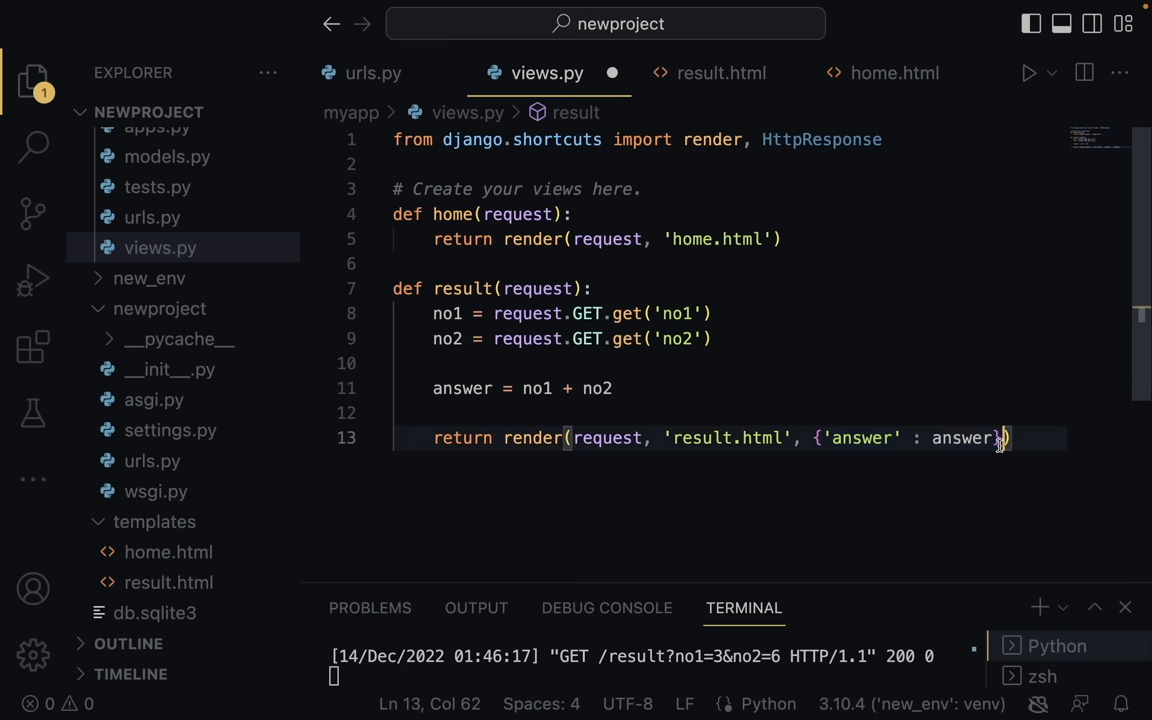 newproject
EXPLORER
urls.py
views.py
result.html
home.html
1
NEWPROJECT
myapp > views.py > result
apps.py
models.py
tests.py
urls.py
views.py
new_env
newproject
__pycache__
__init__.py
asgi.py
settings.py
urls.py
wsgi.py
templates
home.html
result.html
db.sqlite3
OUTLINE
TIMELINE
1 from django.shortcuts import render, HttpResponse
2
3 # Create your views here.
4 def home(request):
5 return render(request, 'home.html')
6
7 def result(request):
8 no1 = request.GET.get('no1')
9 no2 = request.GET.get('no2')
10
11 answer = no1 + no2
12
13 return render(request, 'result.html', {'answer' : answer})
PROBLEMS
OUTPUT
DEBUG CONSOLE
TERMINAL
[14/Dec/2022 01:46:17] "GET /result?no1=3&no2=6 HTTP/1.1" 200 0
Python
zsh
0 0
Ln 13, Col 62
Spaces: 4
UTF-8
LF
Python
3.10.4 ('new_env': venv)